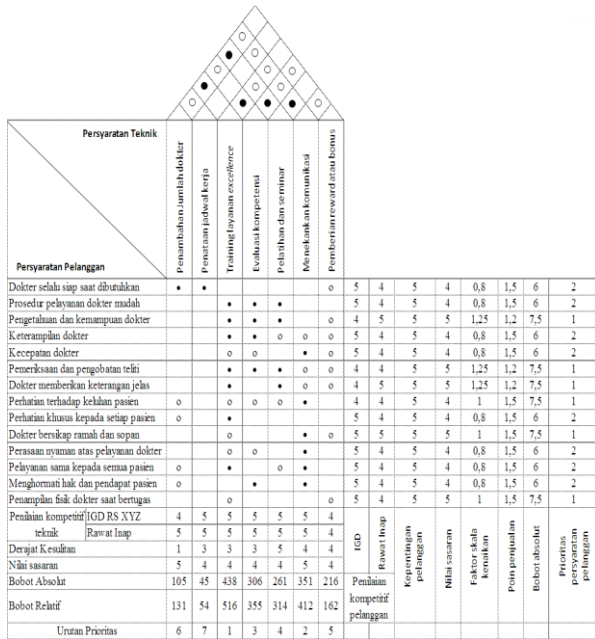 Persyaratan Teknik
Persyaratan Pelanggan
Penambahan Jumlah dokter
Penataan jadwal kerja
Training layanan excellence
Evaluasi kompetensi
Pelatihan dan seminar
Menekankan komunikasi
Pemberian reward atau bonus
Dokter selalu siap saat dibutuhkan • • o 5 4 5 4 0,8 1,5 6 2
Prosedur pelayanan dokter mudah • • • 5 4 5 4 0,8 1,5 6 2
Pengetahuan dan kemampuan dokter • • • o 4 5 5 5 1,25 1,2 7,5 1
Keterampilan dokter • • o o o 5 4 5 4 0,8 1,5 6 2
Kecepatan dokter o o • o 5 4 5 4 0,8 1,5 6 2
Pemeriksaan dan pengobatan teliti • • • o o 4 4 5 5 1,25 1,2 7,5 1
Dokter memberikan keterangan jelas • • o o 4 5 5 5 1,25 1,2 7,5 1
Perhatian terhadap keluhan pasien o o o o • 4 4 5 4 1 1,5 7,5 1
Perhatian khusus kepada setiap pasien o • 5 4 5 4 0,8 1,5 6 2
Dokter bersikap ramah dan sopan o • o 5 5 5 5 1 1,5 7,5 1
Perasaan nyaman atas pelayanan dokter o o • 5 4 5 4 0,8 1,5 6 2
Pelayanan sama kepada semua pasien o • o • 5 4 5 4 0,8 1,5 6 2
Menghormati hak dan pendapat pasien o • • 5 4 5 4 0,8 1,5 6 2
Penampilan fisik dokter saat bertugas o o 5 4 5 5 1 1,5 7,5 1
Penilaian kompetitif teknik
IGD RS XYZ 4 5 5 5 5 5 4
Rawat Inap 5 5 5 5 5 5 4
Derajat Kesulitan 1 3 3 3 5 4 4
Nilai sasaran 5 4 4 4 4 5 4
Bobot Absolut 105 45 438 306 261 351 216
Bobot Relatif 131 54 516 355 314 412 162
Urutan Prioritas 6 7 1 3 4 2 5
IGD
Rawat Inap
Penilaian kompetitif pelanggan
Kepentingan pelanggan
Nilai sasaran
Faktor skala kenaikan
Poin penjualan
Bobot absolut
Prioritas persyaratan pelanggan